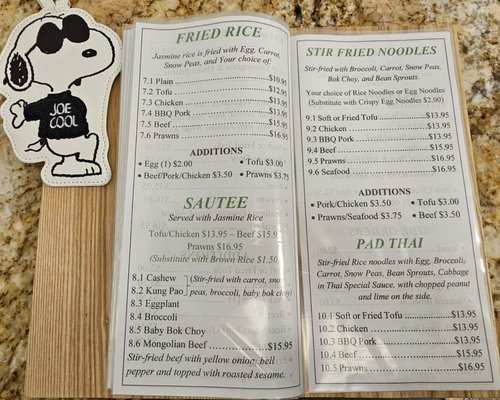 JOE
COOL
FRIED RICE
Jasmine rice is fried with Egg, Carrot,
Snow Peas, and Your choice of:
7.1 Plain $10.95
7.2 Tofu $12.95
7.3 Chicken $13.95
7.4 BBQ Pork $13.95
7.5 Beef $15.95
7.6 Prawns $16.95
ADDITIONS
• Egg (1) $2.00 • Tofu $3.00
• Beef/Pork/Chicken $3.50 • Prawns $3.75
SAUTEE
Served with Jasmine Rice
Tofu/Chicken $13.95 – Beef $15.95
Prawns $16.95
(Substitute with Brown Rice $1.50)
8.1 Cashew (Stir-fried with carrot, snow
8.2 Kung Pao peas, broccoli, baby bok choy)
8.3 Eggplant
8.4 Broccoli
8.5 Baby Bok Choy
8.6 Mongolian Beef $15.95
Stir-fried beef with yellow onion, bell
pepper and topped with roasted sesame.
STIR FRIED NOODLES
Stir-fried with Broccoli, Carrot, Snow Peas,
Bok Choy, and Bean Sprouts.
Your choice of Rice Noodles or Egg Noodles
(Substitute with Crispy Egg Noodles $2.00)
9.1 Soft or Fried Tofu $13.95
9.2 Chicken $13.95
9.3 BBQ Pork $13.95
9.4 Beef $15.95
9.5 Prawns $16.95
9.6 Seafood $16.95
ADDITIONS
• Pork/Chicken $3.50 • Tofu $3.00
• Prawns/Seafood $3.75 • Beef $3.50
PAD THAI
Stir-fried Rice noodles with Egg, Broccoli,
Carrot, Snow Peas, Bean Sprouts, Cabbage
in Thai Special Sauce, with chopped peanut
and lime on the side.
10.1 Soft or Fried Tofu $13.95
10.2 Chicken $13.95
10.3 BBQ Pork $13.95
10.4 Beef $15.95
10.5 Prawns $16.95